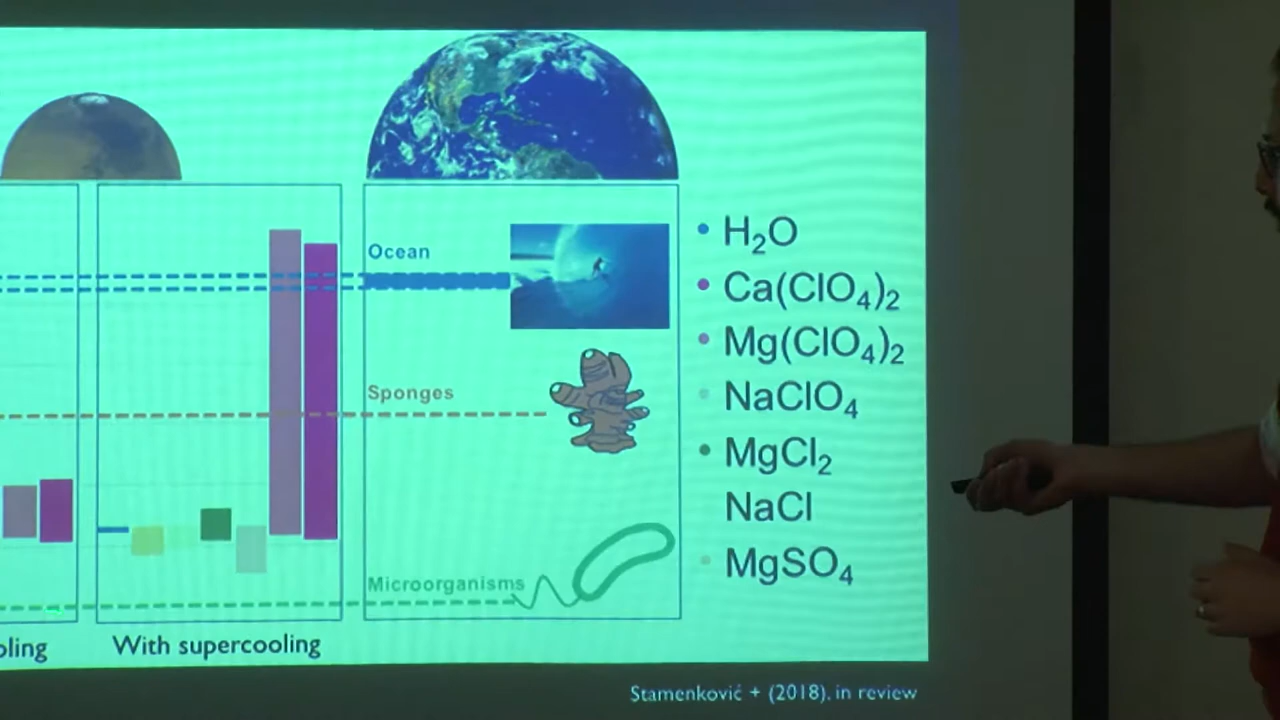 Ocean
Sponges
Microorganisms
With supercooling
H₂O
Ca(ClO₄)₂
Mg(ClO₄)₂
NaClO₄
MgCl₂
NaCl
MgSO₄
Stamenković + (2018), in review